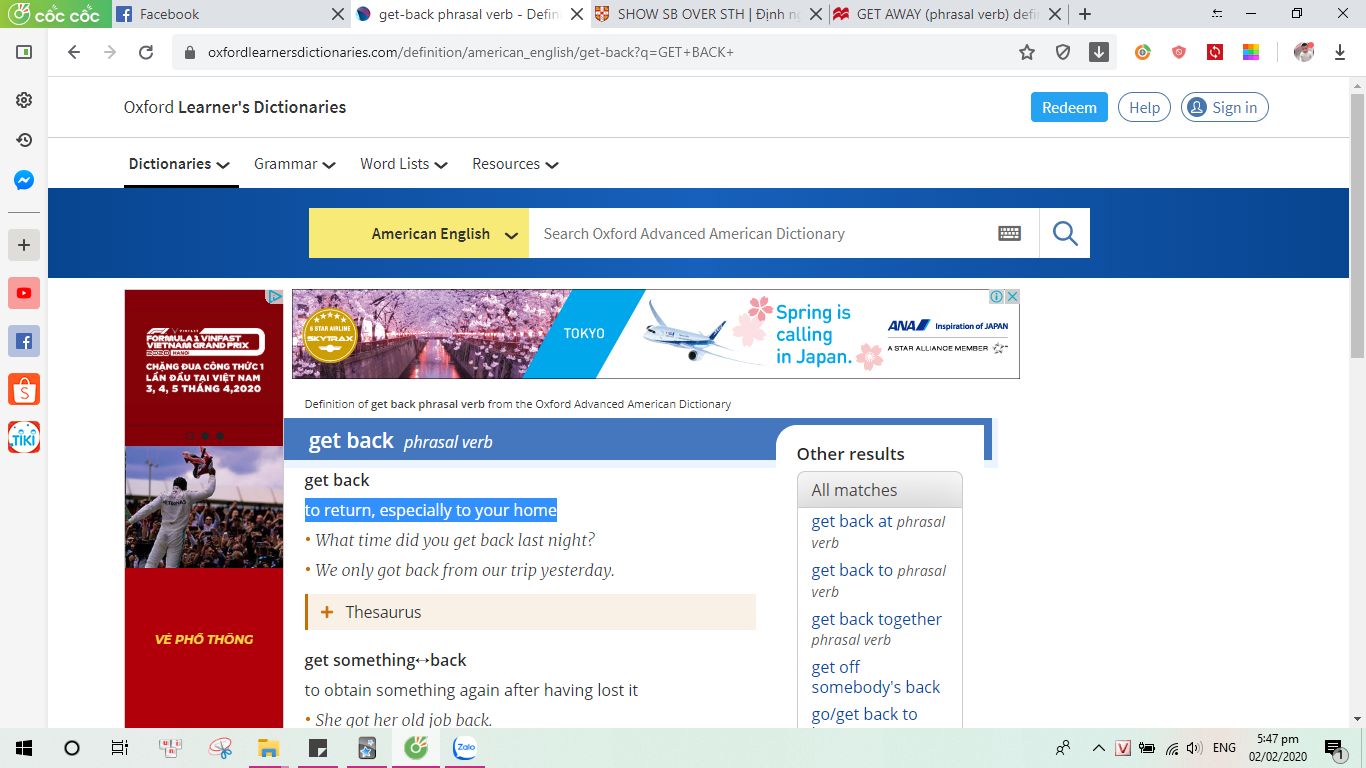 cốc cốc
Facebook
get-back phrasal verb - Defin
SHOW SB OVER STH | Định ng
GET AWAY (phrasal verb) defi
oxfordlearnersdictionaries.com/definition/american_english/get-back?q=GET+BACK+
Oxford Learner's Dictionaries
Redeem
Help
Sign in
Dictionaries
Grammar
Word Lists
Resources
American English
Search Oxford Advanced American Dictionary
FORMULA 1 VINFAST
VIETNAM GRAND PRIX
2020 HANOI
CHẶNG ĐUA CÔNG THỨC 1
LẦN ĐẦU TẠI VIỆT NAM
3, 4, 5 THÁNG 4,2020
PETRONAS
VÉ PHỔ THÔNG
5 STAR AIRLINE
SKYTRAX
TOKYO
Spring is
calling
in Japan.
ANA Inspiration of JAPAN
A STAR ALLIANCE MEMBER
Definition of get back phrasal verb from the Oxford Advanced American Dictionary
get back phrasal verb
get back
to return, especially to your home
• What time did you get back last night?
• We only got back from our trip yesterday.
+ Thesaurus
get something↔back
to obtain something again after having lost it
• She got her old job back.
Other results
All matches
get back at phrasal
verb
get back to phrasal
verb
get back together
phrasal verb
get off
somebody's back
go/get back to
TIKI
Zalo
V
ENG
5:47 pm
02/02/2020
1